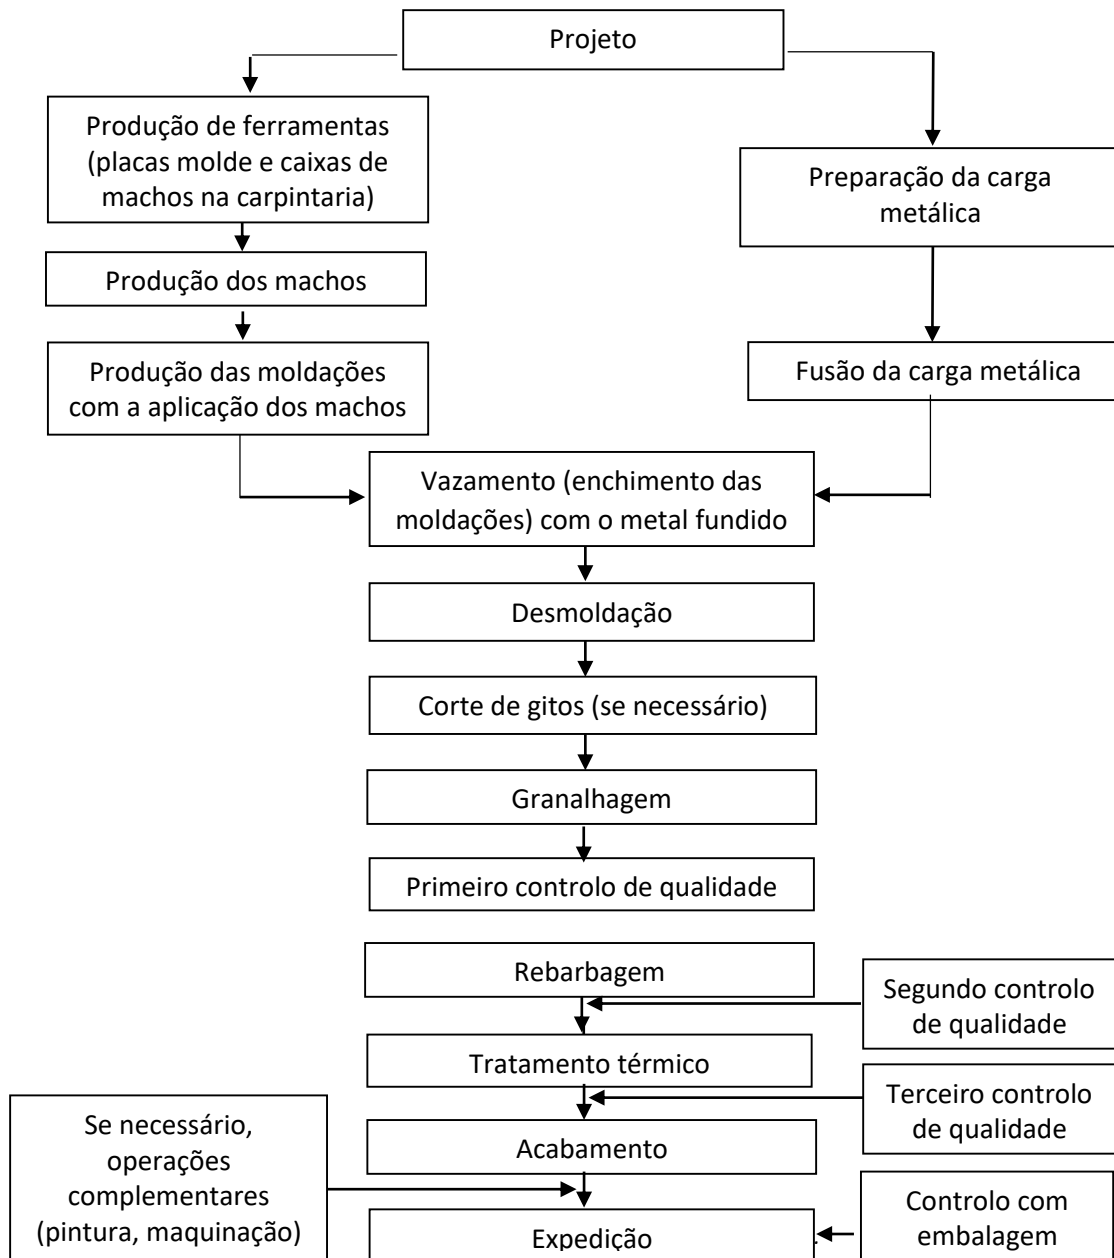 Projeto
Produção de ferramentas
(placas molde e caixas de
machos na carpintaria)
Preparação da carga
metálica
Produção dos machos
Produção das moldações
com a aplicação dos machos
Fusão da carga metálica
Vazamento (enchimento das
moldações) com o metal fundido
Desmoldação
Corte de gitos (se necessário)
Granalhagem
Primeiro controlo de qualidade
Rebarbagem
Segundo controlo
de qualidade
Tratamento térmico
Terceiro controlo
de qualidade
Se necessário,
operações
complementares
(pintura, maquinação)
Acabamento
Controlo com
embalagem
Expedição